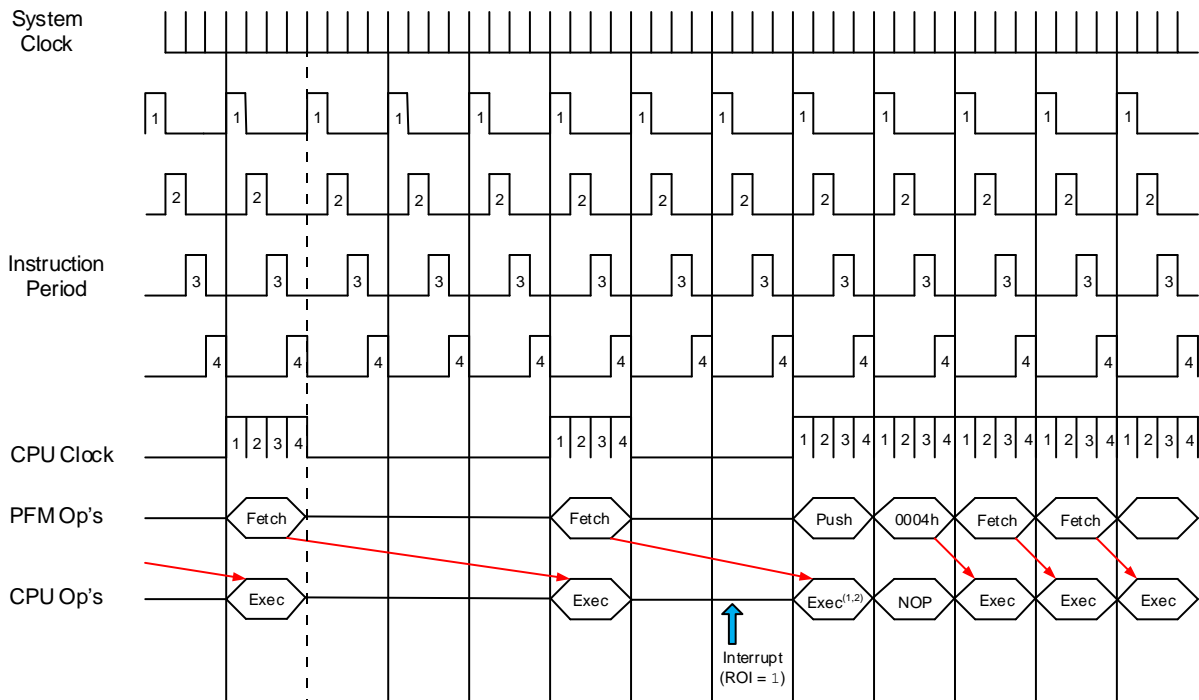 System
Clock
1 1 1 1 1 1 1 1 1 1 1 1 1
2 2 2 2 2 2 2 2 2 2 2 2 2
Instruction
Period
3 3 3 3 3 3 3 3 3 3 3 3 3
4 4 4 4 4 4 4 4 4 4 4 4 4
CPU Clock
1 2 3 4 1 2 3 4 1 2 3 4 1 2 3 4 1 2 3 4 1 2 3 4 1 2 3 4
PFM Op's Fetch Fetch Push 0004h Fetch Fetch
CPU Op's Exec Exec Exec(1,2) NOP Exec Exec Exec
Interrupt
(ROI = 1)